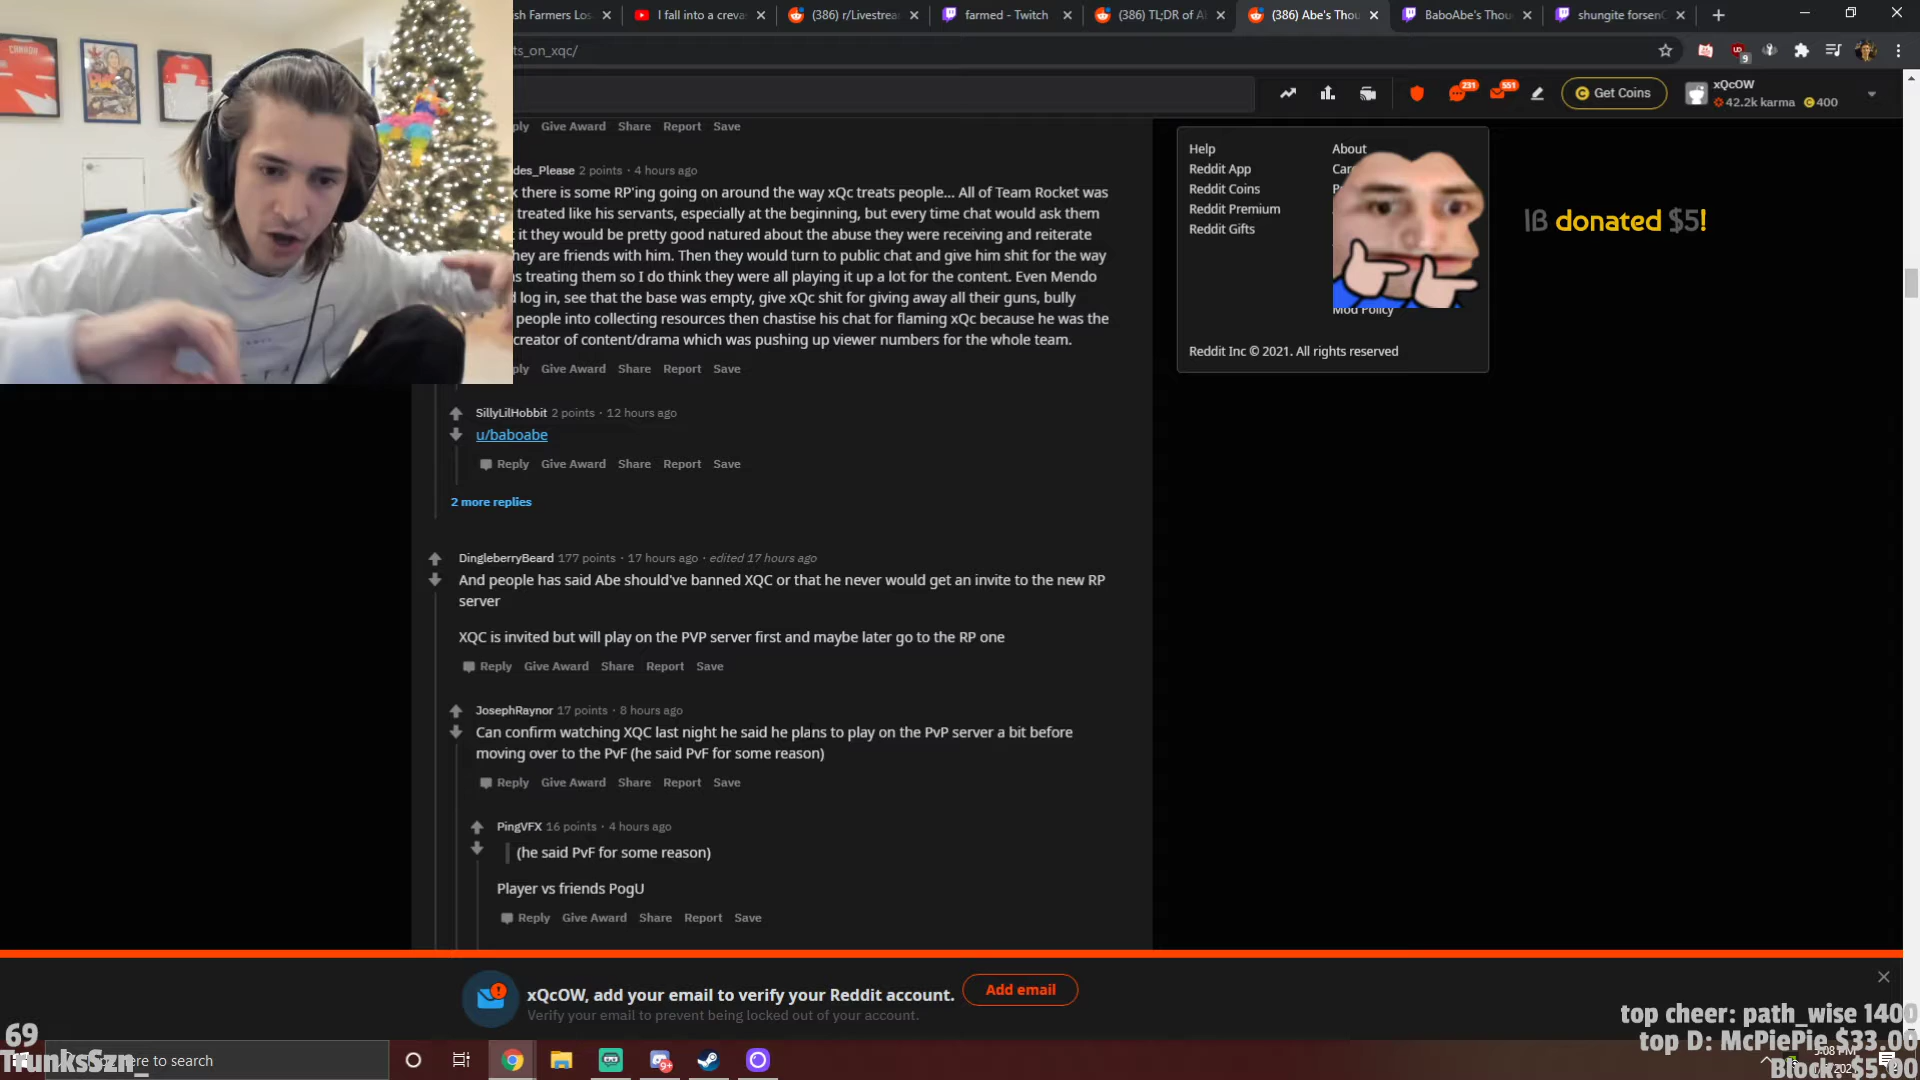 sh Farmers Los
I fall into a creva
(386) r/Livestrea
farmed - Twitch
(386) TL;DR of A
(386) Abe's Thou
BaboAbe's Thou
shungite forsenC
ts_on_xqc/
9
CANADA
231
551
Get Coins
xQcOW
42.2k karma 400
ply Give Award Share Report Save
des_Please 2 points · 4 hours ago
k there is some RP'ing going on around the way xQc treats people... All of Team Rocket was
treated like his servants, especially at the beginning, but every time chat would ask them
it they would be pretty good natured about the abuse they were receiving and reiterate
hey are friends with him. Then they would turn to public chat and give him shit for the way
s treating them so I do think they were all playing it up a lot for the content. Even Mendo
log in, see that the base was empty, give xQc shit for giving away all their guns, bully
people into collecting resources then chastise his chat for flaming xQc because he was the
creator of content/drama which was pushing up viewer numbers for the whole team.
ply Give Award Share Report Save
SillyLilHobbit 2 points · 12 hours ago
u/baboabe
Reply Give Award Share Report Save
2 more replies
DingleberryBeard 177 points · 17 hours ago · edited 17 hours ago
And people has said Abe should've banned XQC or that he never would get an invite to the new RP
server
XQC is invited but will play on the PVP server first and maybe later go to the RP one
Reply Give Award Share Report Save
JosephRaynor 17 points · 8 hours ago
Can confirm watching XQC last night he said he plans to play on the PvP server a bit before
moving over to the PvF (he said PvF for some reason)
Reply Give Award Share Report Save
PingVFX 16 points · 4 hours ago
(he said PvF for some reason)
Player vs friends PogU
Reply Give Award Share Report Save
Help
Reddit App
Reddit Coins
Reddit Premium
Reddit Gifts
About
Car
Mod Policy
Reddit Inc © 2021. All rights reserved
ꞮB donated $5!
xQcOW, add your email to verify your Reddit account.
Verify your email to prevent being locked out of your account.
Add email
69
TrunksSzn_
ere to search
9+
top cheer: path_wise 1400
top D: McPiePie $33.00
Block: $5.00